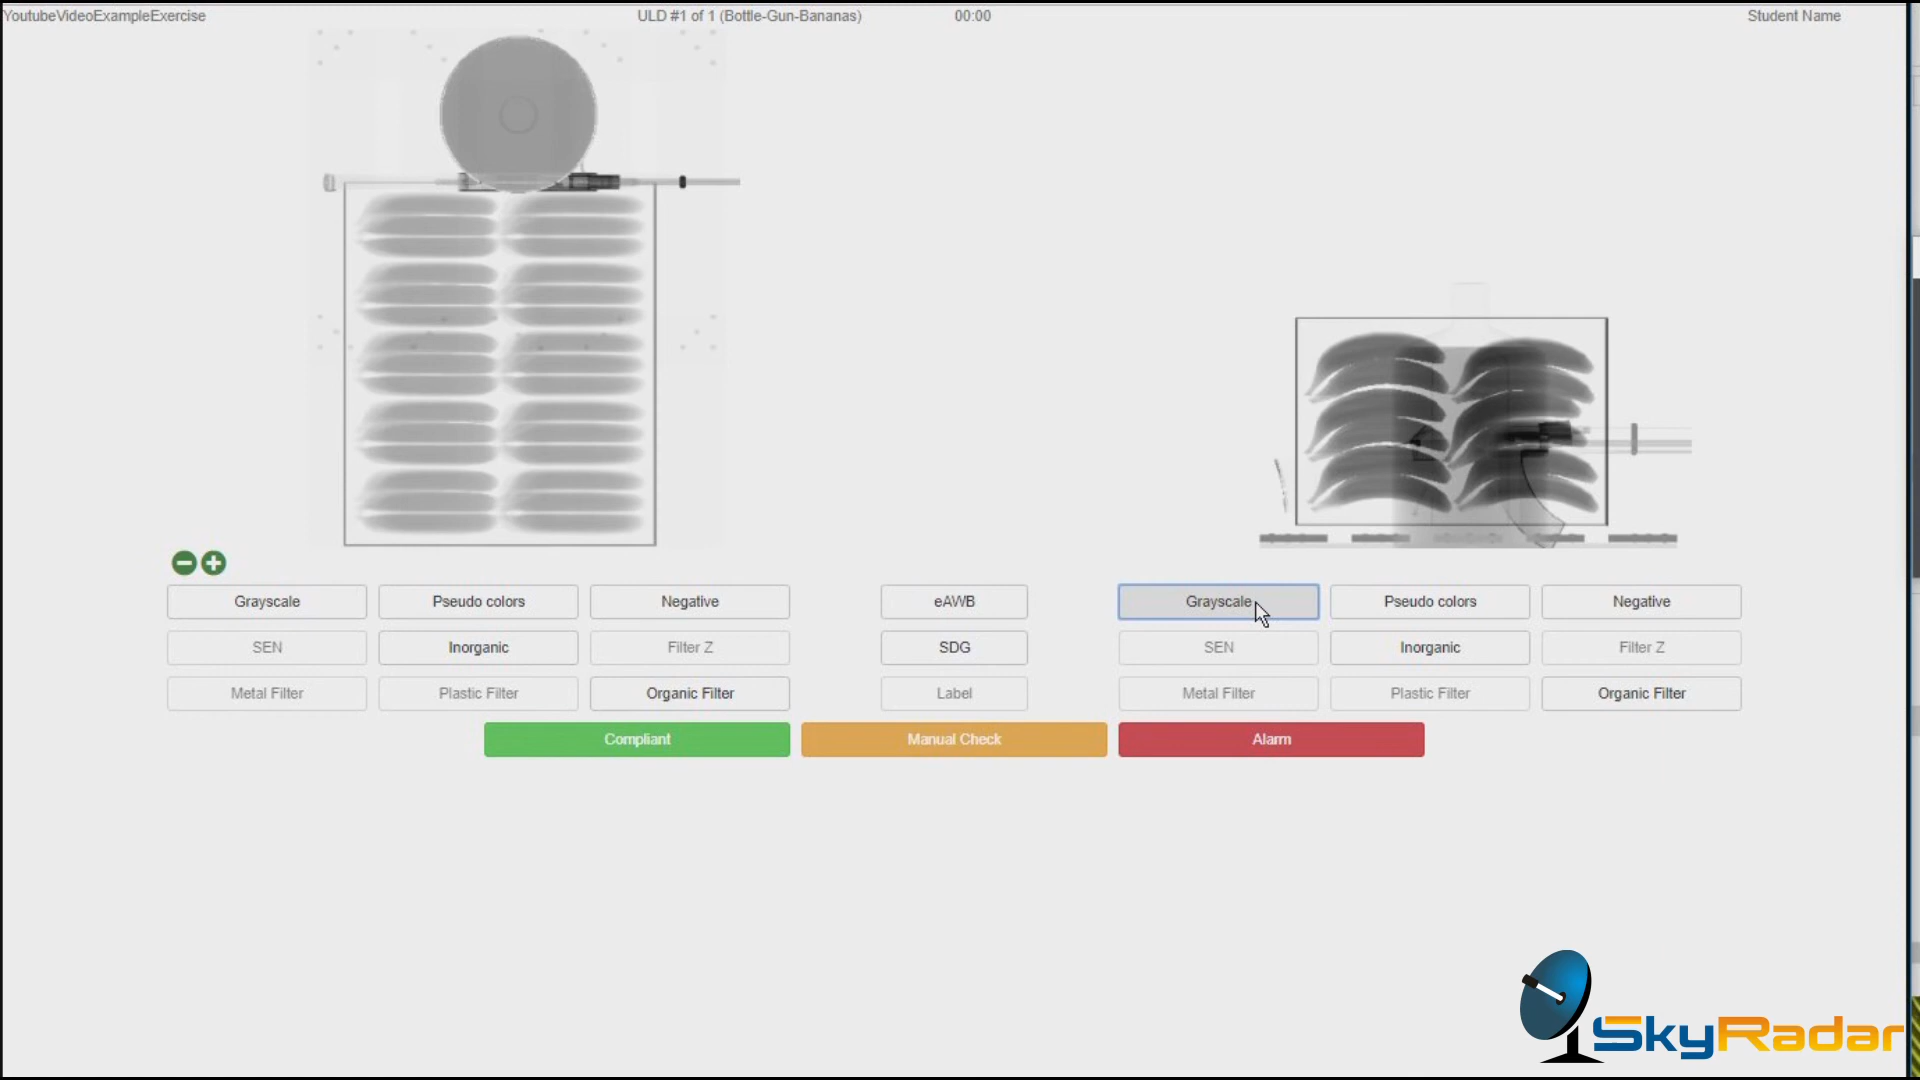 YoutubeVideoExampleExercise ULD #1 of 1 (Bottle-Gun-Bananas) 00:00 Student Name
Grayscale Pseudo colors Negative eAWB Grayscale Pseudo colors Negative
SEN Inorganic Filter Z SDG SEN Inorganic Filter Z
Metal Filter Plastic Filter Organic Filter Label Metal Filter Plastic Filter Organic Filter
Compliant Manual Check Alarm
SkyRadar